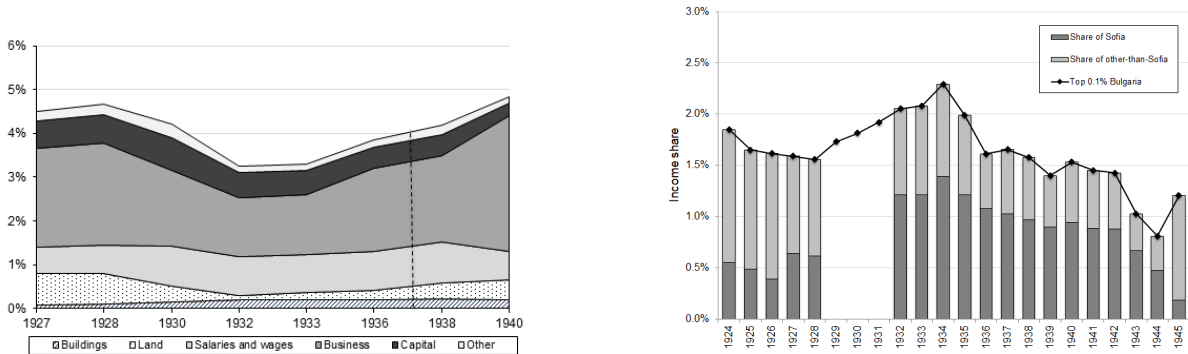 6%
5%
4%
3%
2%
1%
0%
1927 1928 1930 1932 1933 1936 1938 1940
Buildings Land Salaries and wages Business Capital Other
Income share
3.0%
2.5%
2.0%
1.5%
1.0%
0.5%
0.0%
Share of Sofia
Share of other-than-Sofia
Top 0.1% Bulgaria
1924 1925 1926 1927 1928 1929 1930 1931 1932 1933 1934 1935 1936 1937 1938 1939 1940 1941 1942 1943 1944 1945